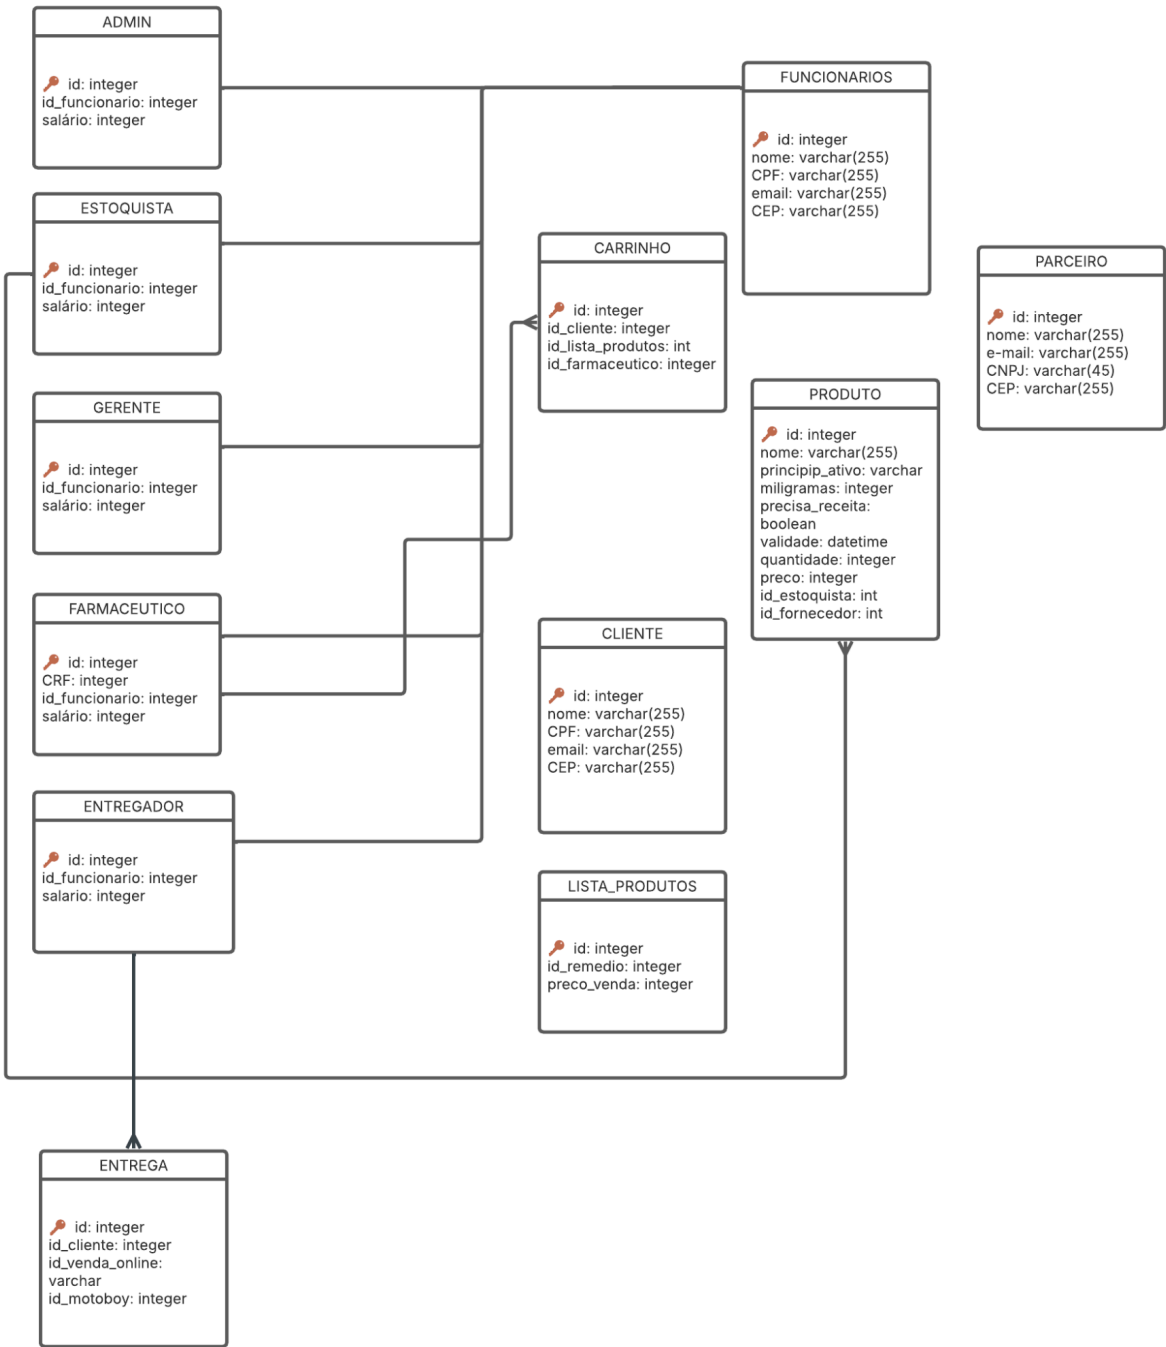 ADMIN
id: integer
id_funcionario: integer
salário: integer
ESTOQUISTA
id: integer
id_funcionario: integer
salário: integer
GERENTE
id: integer
id_funcionario: integer
salário: integer
FARMACEUTICO
id: integer
CRF: integer
id_funcionario: integer
salário: integer
ENTREGADOR
id: integer
id_funcionario: integer
salario: integer
ENTREGA
id: integer
id_cliente: integer
id_venda_online:
varchar
id_motoboy: integer
CARRINHO
id: integer
id_cliente: integer
id_lista_produtos: int
id_farmaceutico: integer
CLIENTE
id: integer
nome: varchar(255)
CPF: varchar(255)
email: varchar(255)
CEP: varchar(255)
LISTA_PRODUTOS
id: integer
id_remedio: integer
preco_venda: integer
FUNCIONARIOS
id: integer
nome: varchar(255)
CPF: varchar(255)
email: varchar(255)
CEP: varchar(255)
PRODUTO
id: integer
nome: varchar(255)
principip_ativo: varchar
miligramas: integer
precisa_receita:
boolean
validade: datetime
quantidade: integer
preco: integer
id_estoquista: int
id_fornecedor: int
PARCEIRO
id: integer
nome: varchar(255)
e-mail: varchar(255)
CNPJ: varchar(45)
CEP: varchar(255)